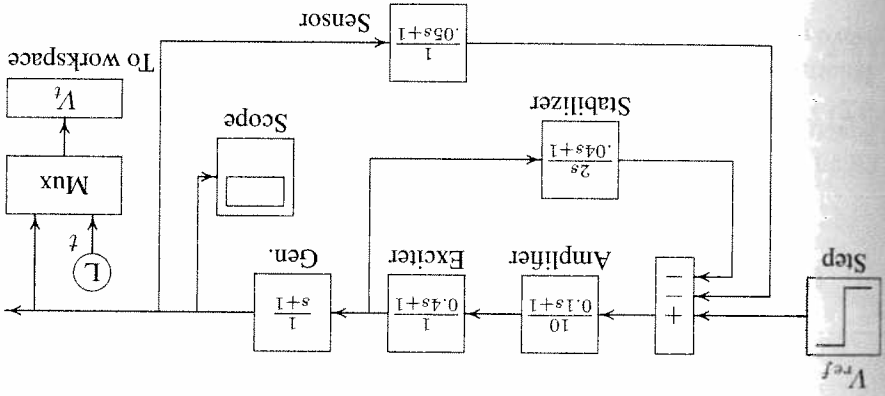 V_ref
Step
+
−
−
10
0.1s+1
Amplifier
1
0.4s+1
Exciter
1
s+1
Gen.
2s
.04s+1
Stabilizer
1
.05s+1
Sensor
Scope
L
t
Mux
V_t
To workspace